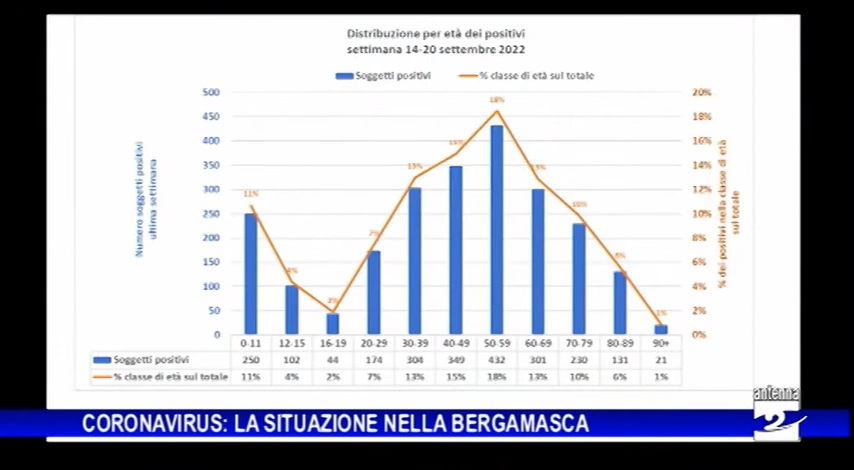 Distribuzione per età dei positivi
settimana 14-20 settembre 2022
Soggetti positivi % classe di età sul totale
Numero soggetti positivi
ultima settimana
500
450
400
350
300
250
200
150
100
50
0
11% 4% 2% 7% 13% 15% 18% 13% 10% 6% 1%
20%
18%
16%
14%
12%
10%
8%
6%
4%
2%
0%
% dei positivi nella classe di età
sul totale
0-11 12-15 16-19 20-29 30-39 40-49 50-59 60-69 70-79 80-89 90+
Soggetti positivi 250 102 44 174 304 349 432 301 230 131 21
% classe di età sul totale 11% 4% 2% 7% 13% 15% 18% 13% 10% 6% 1%
antenna
2
CORONAVIRUS: LA SITUAZIONE NELLA BERGAMASCA